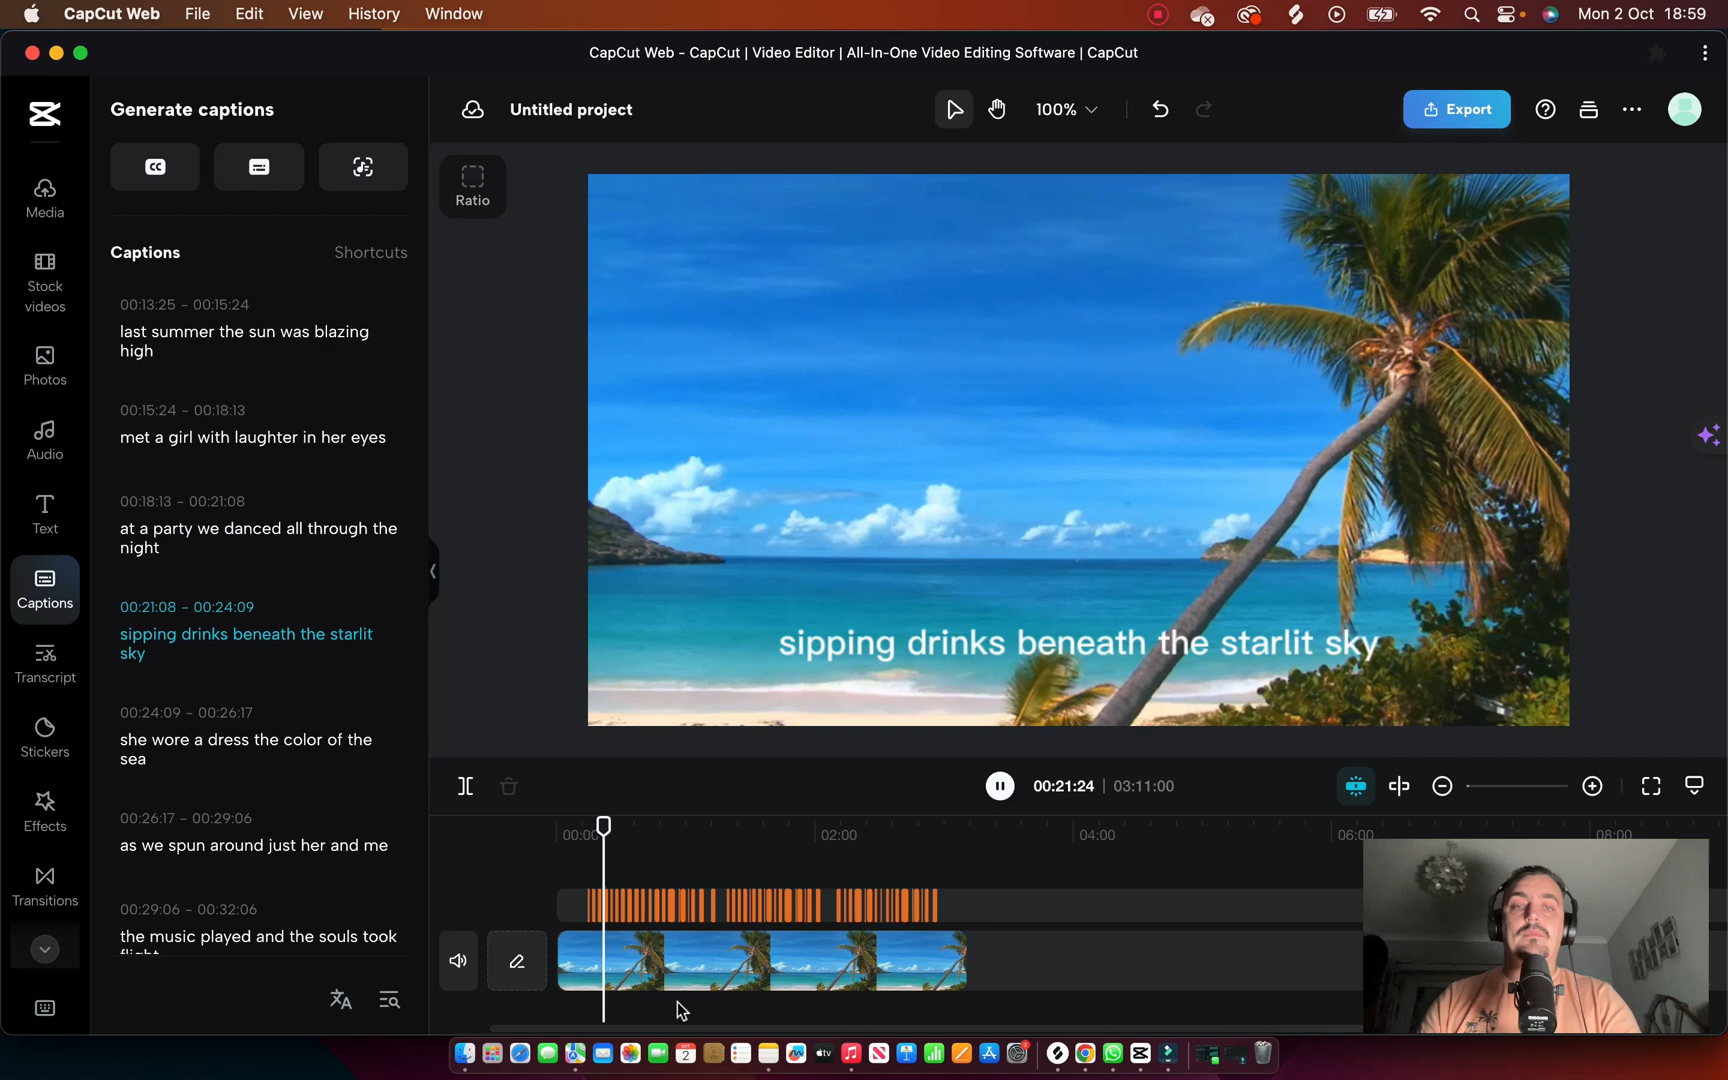 CapCut Web File Edit View History Window Mon 2 Oct 18:59
CapCut Web - CapCut | Video Editor | All-In-One Video Editing Software | CapCut
Generate captions
Untitled project
100%
Export
CC
Ratio
Media
Stock
videos
Photos
Audio
Text
Captions
Transcript
Stickers
Effects
Transitions
Captions Shortcuts
00:13:25 – 00:15:24
last summer the sun was blazing
high
00:15:24 – 00:18:13
met a girl with laughter in her eyes
00:18:13 – 00:21:08
at a party we danced all through the
night
00:21:08 – 00:24:09
sipping drinks beneath the starlit
sky
00:24:09 – 00:26:17
she wore a dress the color of the
sea
00:26:17 – 00:29:06
as we spun around just her and me
00:29:06 – 00:32:06
the music played and the souls took
sipping drinks beneath the starlit sky
00:21:24 | 03:11:00
00:00 02:00 04:00 06:00 08:00